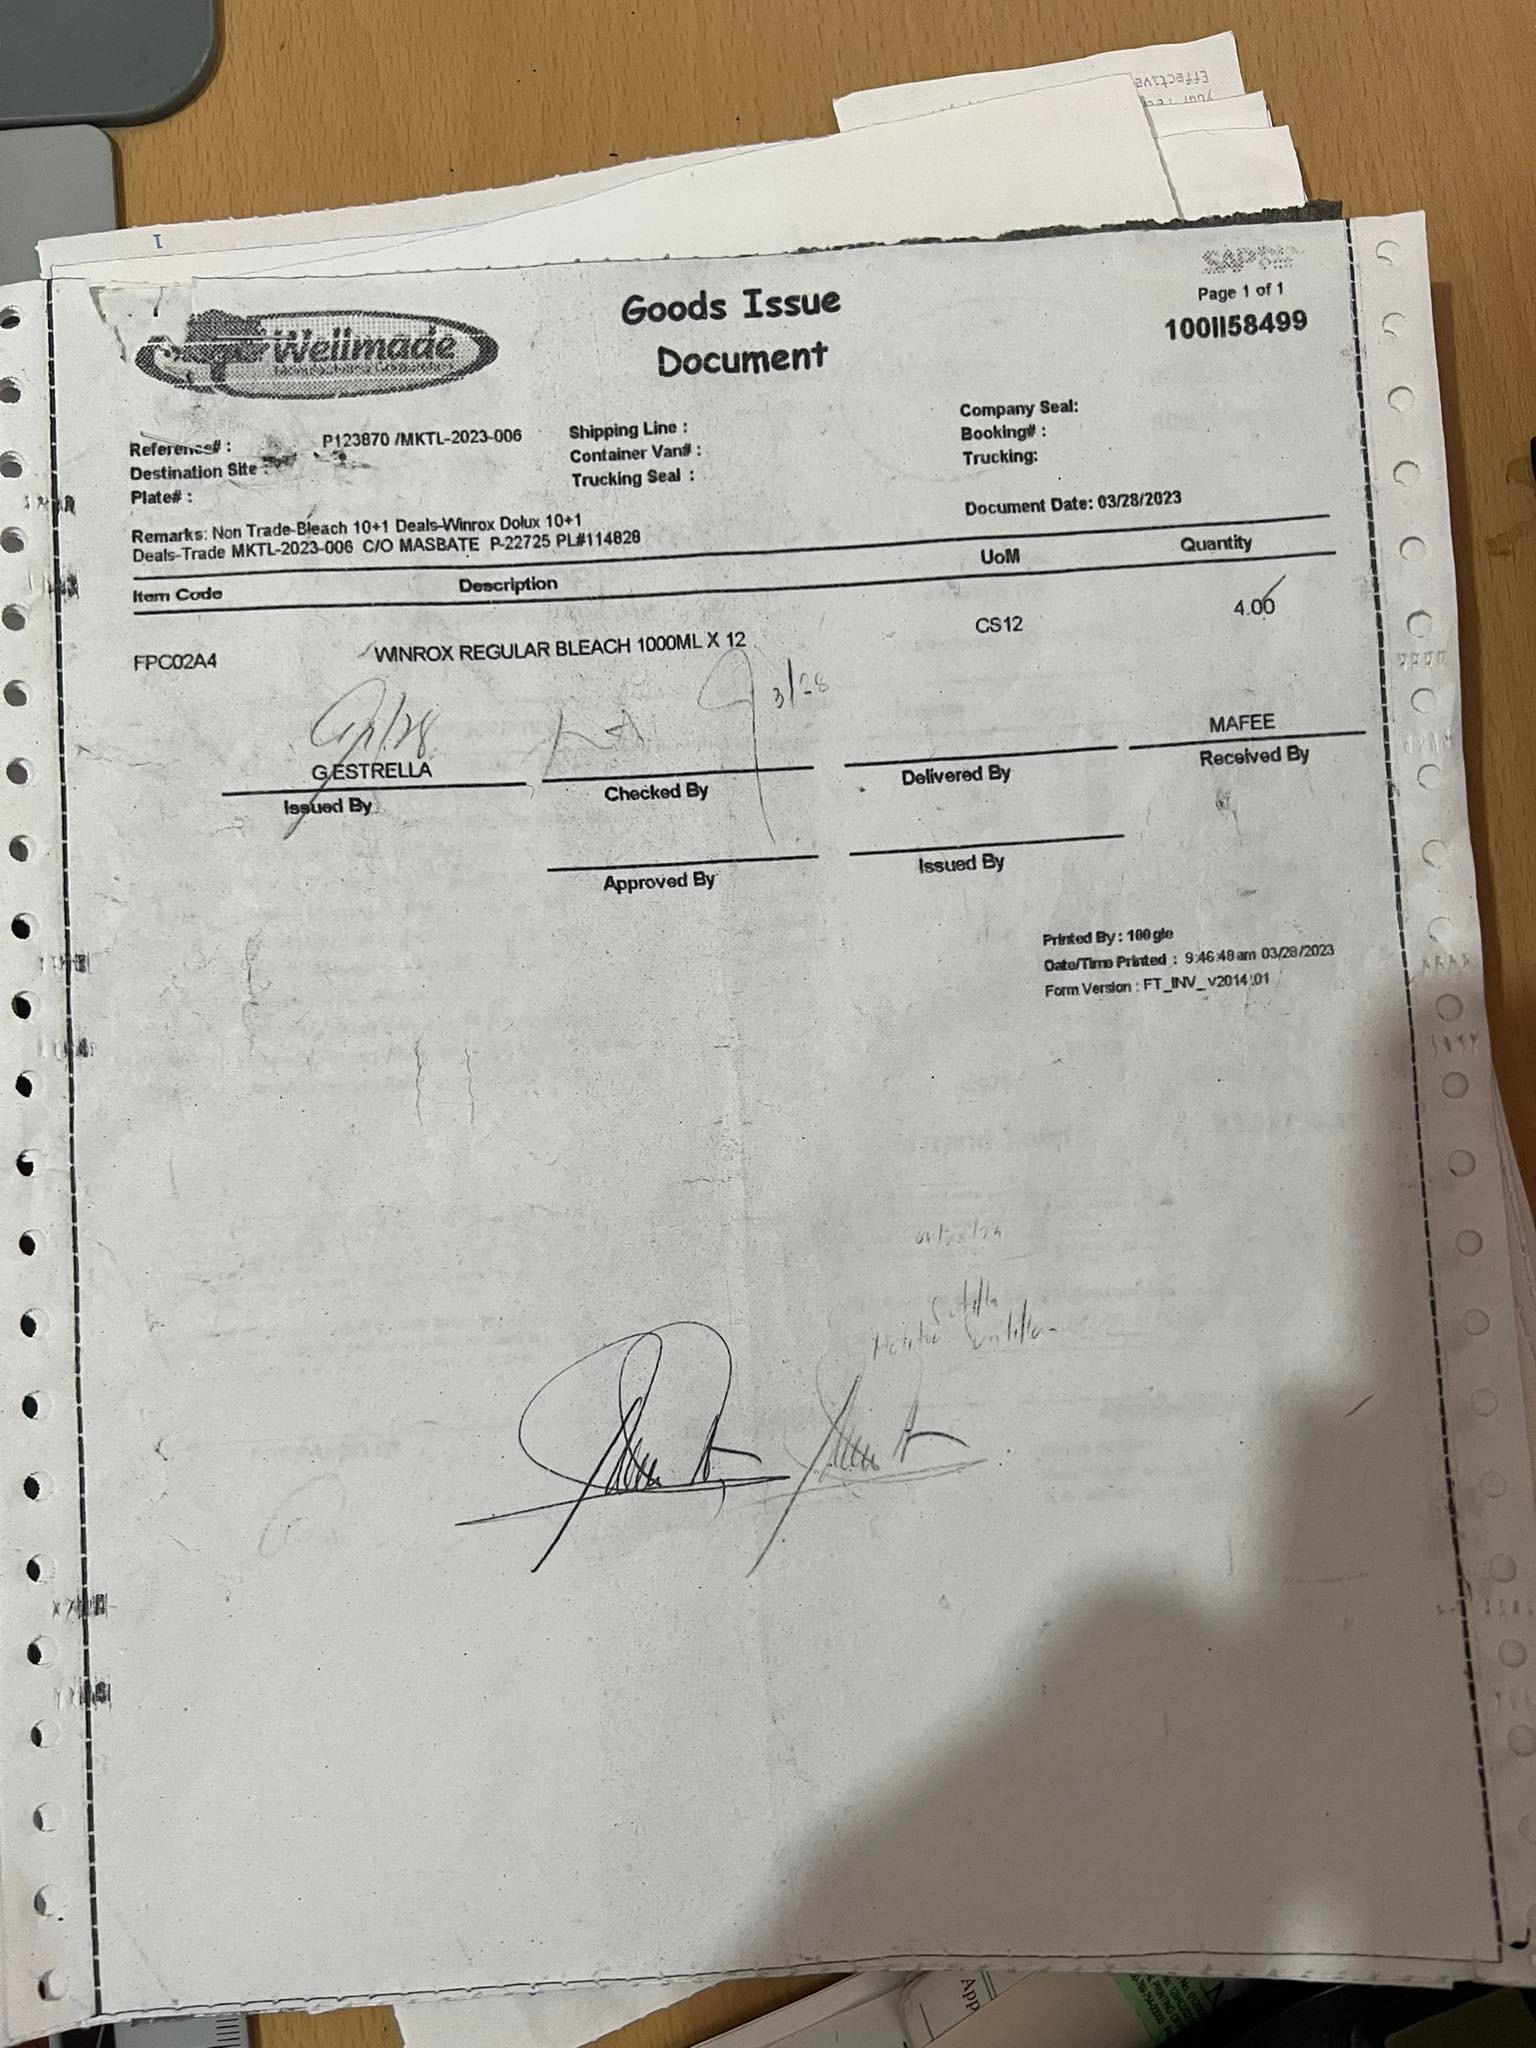 Effective
Wellmade
Goods Issue
Document
SAP
Page 1 of 1
100II58499
Reference# : P123870 /MKTL-2023-006
Destination Site :
Plate# :
Shipping Line :
Container Van# :
Trucking Seal :
Company Seal:
Booking# :
Trucking:
Document Date: 03/28/2023
Remarks: Non Trade-Bleach 10+1 Deals-Winrox Dolux 10+1
Deals-Trade MKTL-2023-006 C/O MASBATE P-22725 PL#114828
Item Code Description UoM Quantity
FPC02A4 WINROX REGULAR BLEACH 1000ML X 12 CS12 4.00
3/28
G.ESTRELLA MAFEE
Issued By Checked By Delivered By Received By
Approved By Issued By
Printed By : 100gle
Date/Time Printed : 9:46:48 am 03/28/2023
Form Version : FT_INV_v2014.01
App